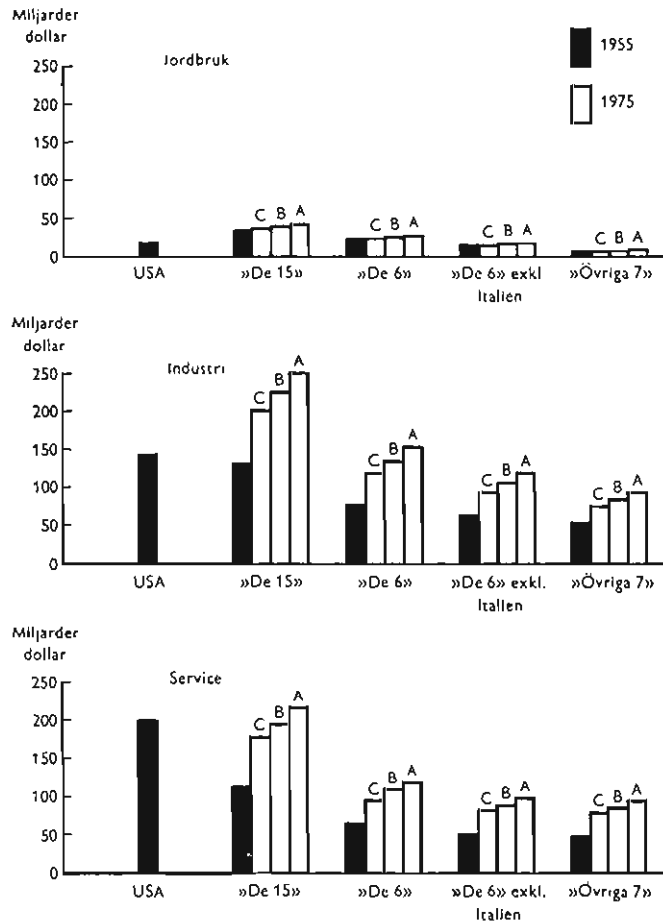 Miljarder
dollar
Jordbruk
1955
1975
250
200
150
100
50
0
C B A
C B A
C B A
C B A
USA
»De 15»
»De 6»
»De 6» exkl
Italien
»Övriga 7»
Miljarder
dollar
Industri
250
200
150
100
50
0
C B A
C B A
C B A
C B A
USA
»De 15»
»De 6»
»De 6» exkl.
Italien
»Övriga 7»
Miljarder
dollar
Service
250
200
150
100
50
0
C B A
C B A
C B A
C B A
USA
»De 15»
»De 6»
»De 6» exkl.
Italien
»Övriga 7»